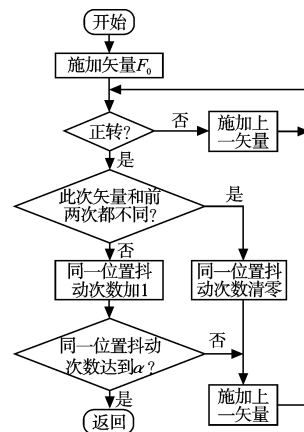 开始
施加矢量F₀
正转?
否
施加上
一矢量
是
此次矢量和前
两次都不同?
是
否
同一位置抖
动次数加1
同一位置抖
动次数清零
同一位置抖动
次数达到α?
否
是
施加上
一矢量
返回